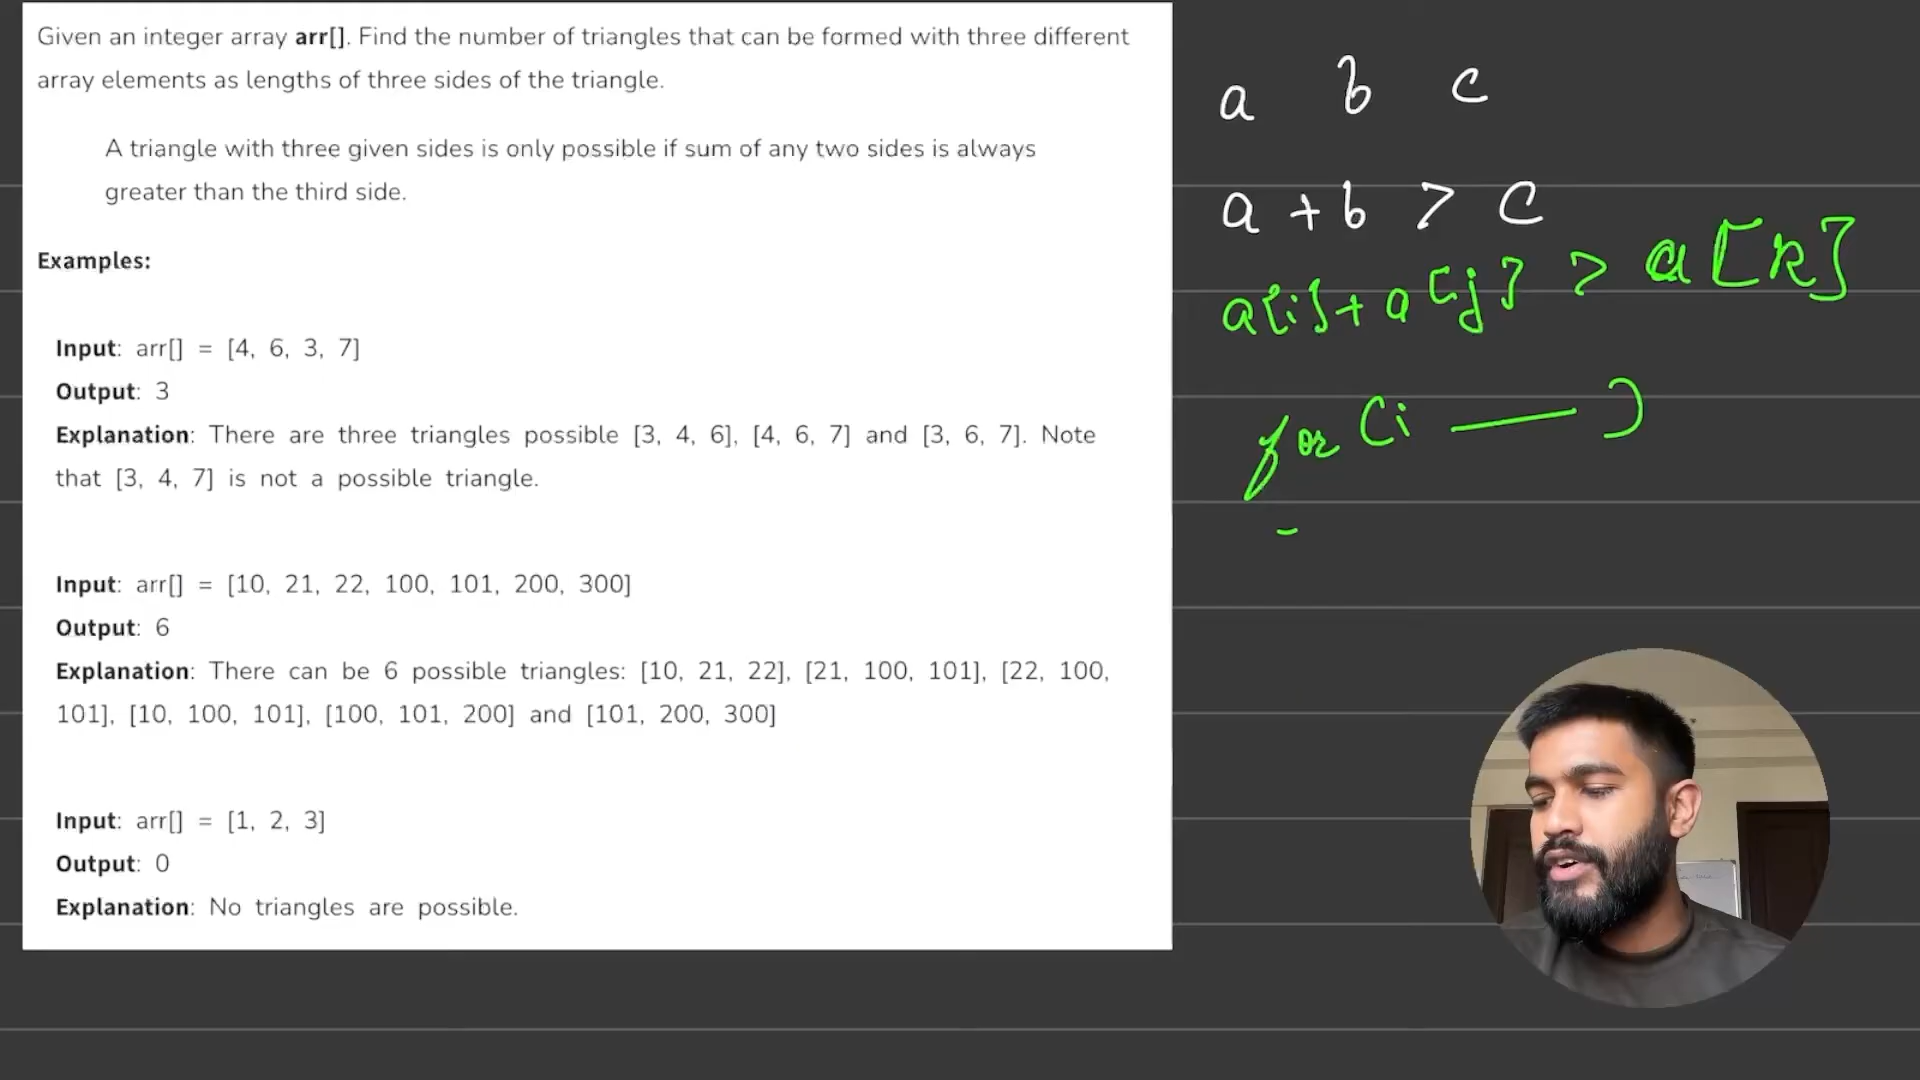 Given an integer array arr[]. Find the number of triangles that can be formed with three different
array elements as lengths of three sides of the triangle.
A triangle with three given sides is only possible if sum of any two sides is always
greater than the third side.
Examples:
Input: arr[] = [4, 6, 3, 7]
Output: 3
Explanation: There are three triangles possible [3, 4, 6], [4, 6, 7] and [3, 6, 7]. Note
that [3, 4, 7] is not a possible triangle.
Input: arr[] = [10, 21, 22, 100, 101, 200, 300]
Output: 6
Explanation: There can be 6 possible triangles: [10, 21, 22], [21, 100, 101], [22, 100,
101], [10, 100, 101], [100, 101, 200] and [101, 200, 300]
Input: arr[] = [1, 2, 3]
Output: 0
Explanation: No triangles are possible.
a b c
a + b > c
a[i] + a[j] > a[k]
for (i — )